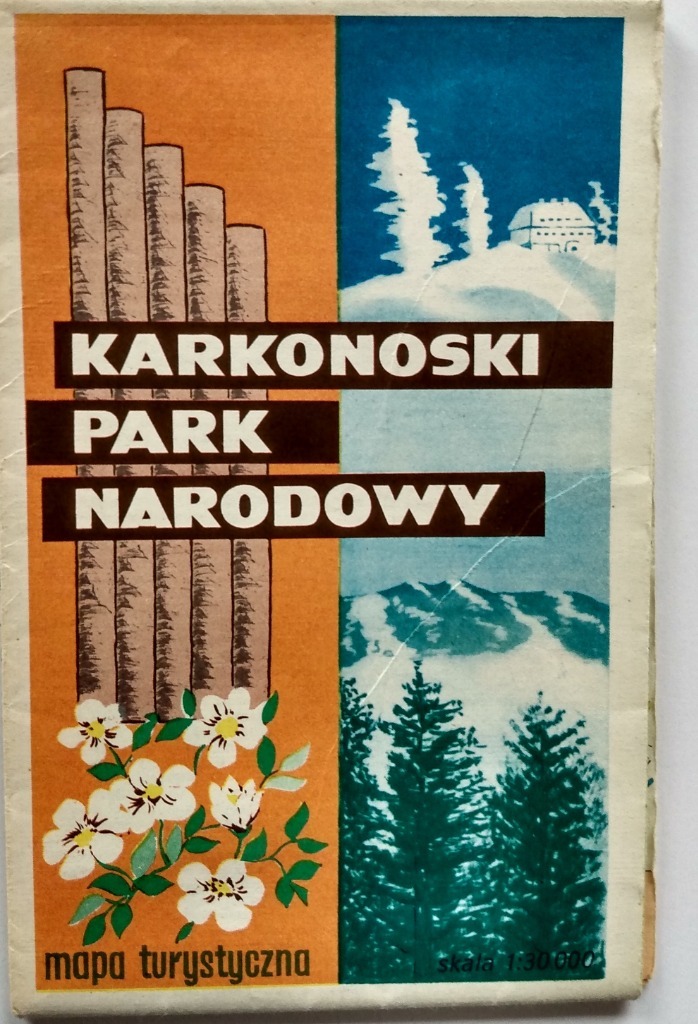 KARKONOSKI
PARK
NARODOWY
mapa turystyczna
skala 1:30 000